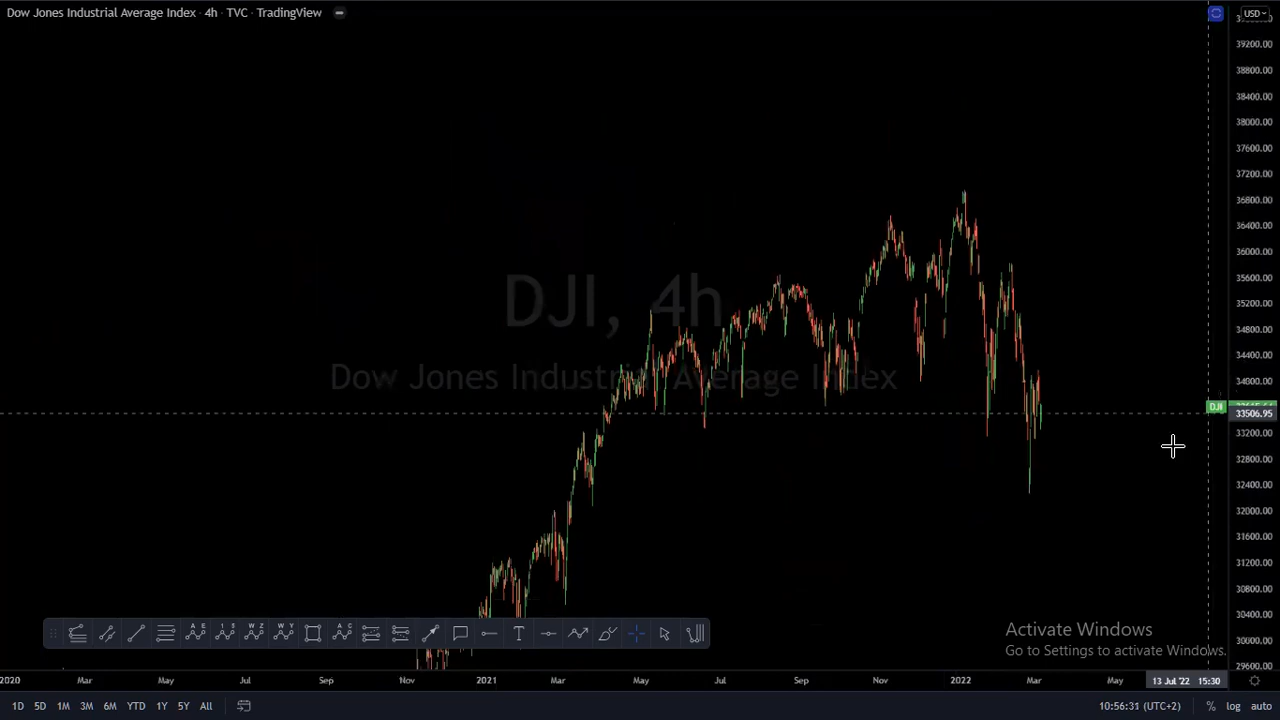 Dow Jones Industrial Average Index · 4h · TVC · TradingView
USD
39200.00
38800.00
38400.00
38000.00
37600.00
37200.00
36800.00
36400.00
36000.00
35600.00
35200.00
34800.00
34400.00
34000.00
DJI
33506.95
33200.00
32800.00
32400.00
32000.00
31600.00
31200.00
30800.00
30400.00
30000.00
29600.00
DJI, 4h
Dow Jones Industrial Average Index
A E
1 5
W Z
W Y
A C
T
Activate Windows
Go to Settings to activate Windows.
2020 Mar May Jul Sep Nov 2021 Mar May Jul Sep Nov 2022 Mar May 13 Jul '22 15:30
1D 5D 1M 3M 6M YTD 1Y 5Y All 10:56:31 (UTC+2) % log auto